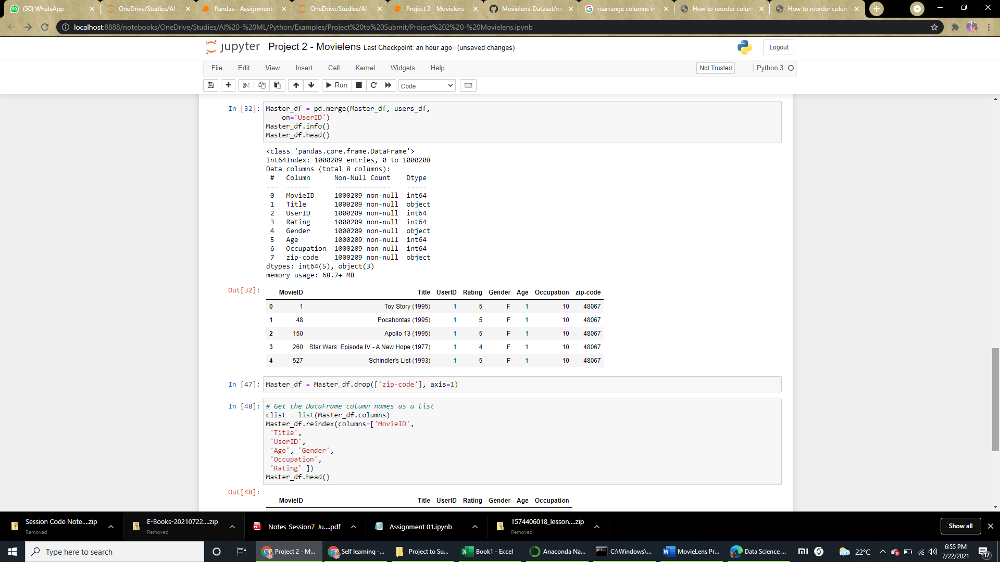 (50) WhatsApp
OneDrive/Studies/AI -
Pandas - Assignment
OneDrive/Studies/AI -
Project 2 - Movielens
Movielens-Dataset/m
rearrange columns in
How to reorder colum
How to reorder colum
localhost:8888/notebooks/OneDrive/Studies/AI%20-%20ML/Python/Examples/Project%20to%20Submit/Project%202%20-%20Movielens.ipynb
jupyter Project 2 - Movielens Last Checkpoint: an hour ago (unsaved changes)
Logout
File Edit View Insert Cell Kernel Widgets Help
Not Trusted
Python 3
Run
Code
In [32]: Master_df = pd.merge(Master_df, users_df,
on='UserID')
Master_df.info()
Master_df.head()
<class 'pandas.core.frame.DataFrame'>
Int64Index: 1000209 entries, 0 to 1000208
Data columns (total 8 columns):
# Column Non-Null Count Dtype
--- ------ -------------- -----
0 MovieID 1000209 non-null int64
1 Title 1000209 non-null object
2 UserID 1000209 non-null int64
3 Rating 1000209 non-null int64
4 Gender 1000209 non-null object
5 Age 1000209 non-null int64
6 Occupation 1000209 non-null int64
7 zip-code 1000209 non-null object
dtypes: int64(5), object(3)
memory usage: 68.7+ MB
Out[32]:
MovieID Title UserID Rating Gender Age Occupation zip-code
0 1 Toy Story (1995) 1 5 F 1 10 48067
1 48 Pocahontas (1995) 1 5 F 1 10 48067
2 150 Apollo 13 (1995) 1 5 F 1 10 48067
3 260 Star Wars: Episode IV - A New Hope (1977) 1 4 F 1 10 48067
4 527 Schindler's List (1993) 1 5 F 1 10 48067
In [47]: Master_df = Master_df.drop(['zip-code'], axis=1)
In [48]: # Get the DataFrame column names as a list
clist = list(Master_df.columns)
Master_df.reindex(columns=['MovieID',
'Title',
'UserID',
'Age', 'Gender',
'Occupation',
'Rating' ])
Master_df.head()
Out[48]:
MovieID Title UserID Rating Gender Age Occupation
Session Code Note....zip
Removed
E-Books-20210722....zip
Removed
Notes_Session7_Ju....pdf
Assignment 01.ipynb
1574406018_lesson....zip
Removed
Show all
Type here to search
Project 2 - M...
Self learning -...
Project to Su...
Book1 - Excel
Anaconda Na...
C:\Windows\...
MovieLens Pr...
Data Science ...
22°C
6:55 PM
7/22/2021
17